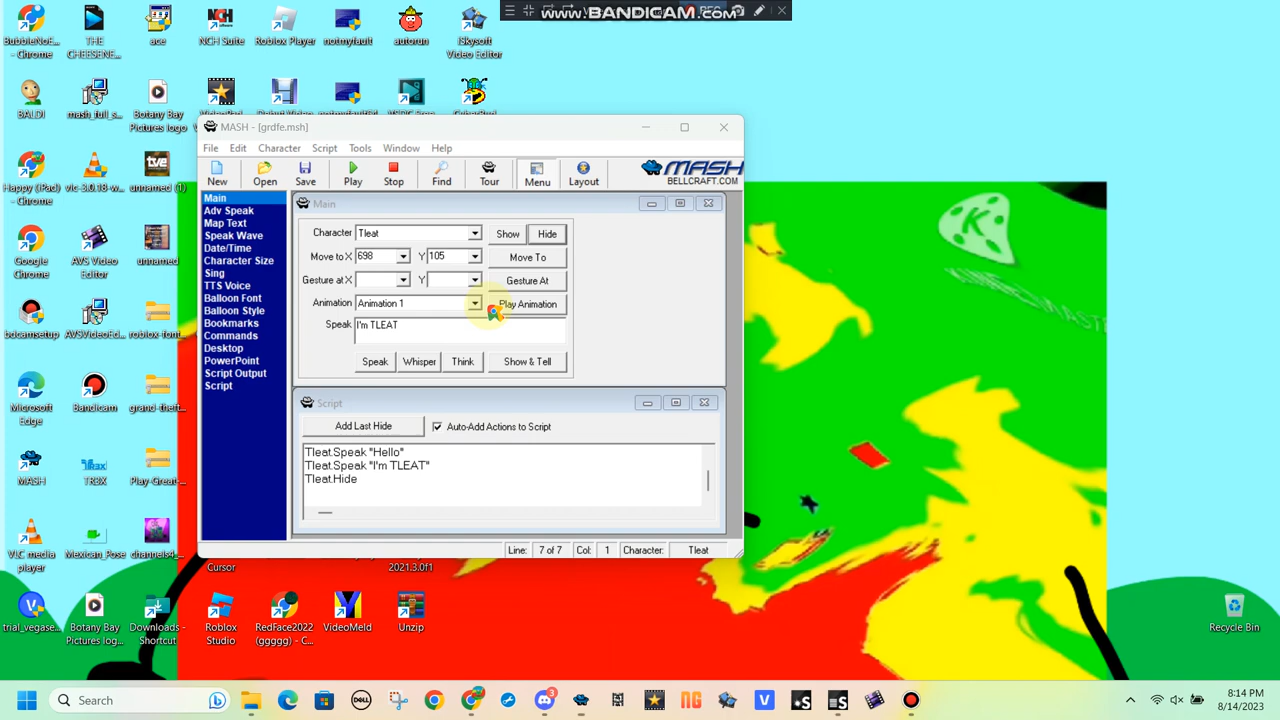 WWW.BANDICAM.COM
BubbleNoE...
- Chrome
THE
CHEESENE...
ace
NCH Suite
Roblox Player
notmyfault
autorun
iSkysoft
Video Editor
BALDI
mash_full_s...
Botany Bay
Pictures logo
MASH - [grdfe.msh]
File Edit Character Script Tools Window Help
New Open Save Play Stop Find Tour Menu Layout
MASH
BELLCRAFT.COM
Main
Adv Speak
Map Text
Speak Wave
Date/Time
Character Size
Sing
TTS Voice
Balloon Font
Balloon Style
Bookmarks
Commands
Desktop
PowerPoint
Script Output
Script
Main
Character Tleat Show Hide
Move to X 698 Y 105 Move To
Gesture at X Y Gesture At
Animation Animation 1 Play Animation
Speak I'm TLEAT
Speak Whisper Think Show & Tell
Script
Add Last Hide Auto-Add Actions to Script
Tleat.Speak "Hello"
Tleat.Speak "I'm TLEAT"
Tleat.Hide
Line: 7 of 7 Col: 1 Character: Tleat
vlc-3.0.18-w...
tve
unnamed (1)
Google
Chrome
AVS Video
Editor
unnamed
bdcamsetup
AVSVideoEd...
roblox-font...
Microsoft
Edge
Bandicam
grand-theft...
MASH
TR3X
Play-Great-...
VLC media
player
Mexican_Pose
channels4_...
Cursor
2021.3.0f1
trial_vegase...
Botany Bay
Pictures log...
Downloads -
Shortcut
Roblox
Studio
RedFace2022
(ggggg) - C...
VideoMeld
Unzip
K
Recycle Bin
Search
DELL
3
NG
V
8:14 PM
8/14/2023